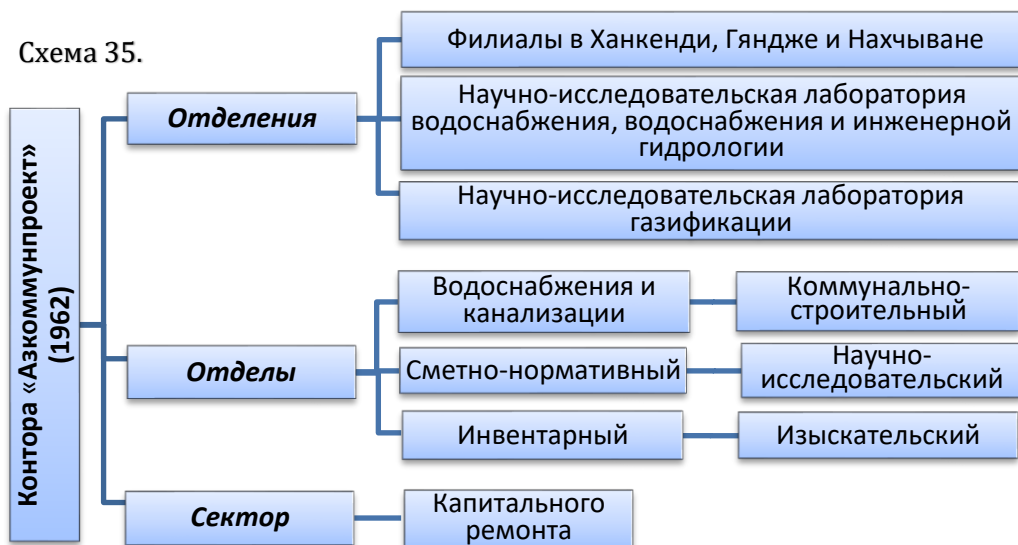 Схема 35.
Контора «Азкоммунпроект»
(1962)
Отделения
Филиалы в Ханкенди, Гяндже и Нахчыване
Научно-исследовательская лаборатория
водоснабжения, водоснабжения и инженерной
гидрологии
Научно-исследовательская лаборатория
газификации
Отделы
Водоснабжения и
канализации
Коммунально-
строительный
Сметно-нормативный
Научно-
исследовательский
Инвентарный
Изыскательский
Сектор
Капитального
ремонта